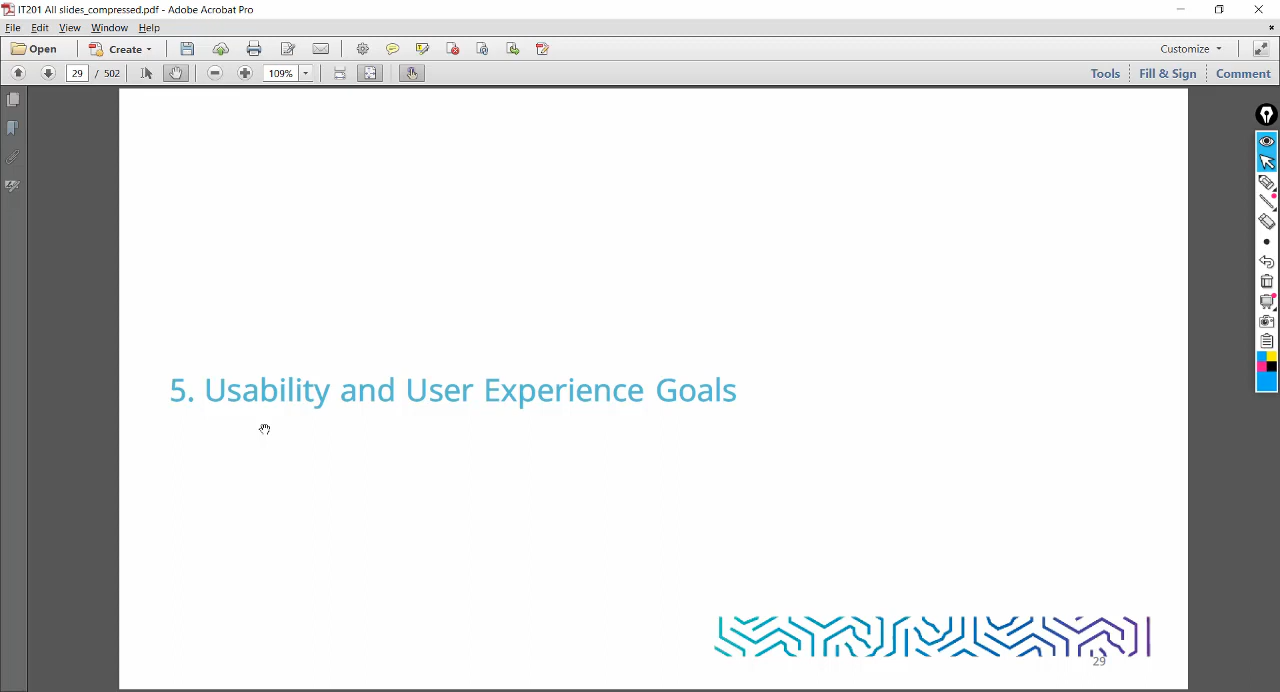 IT201 All slides_compressed.pdf - Adobe Acrobat Pro
File Edit View Window Help
Open Create Customize
29 / 502 109% Tools Fill & Sign Comment
5. Usability and User Experience Goals
29